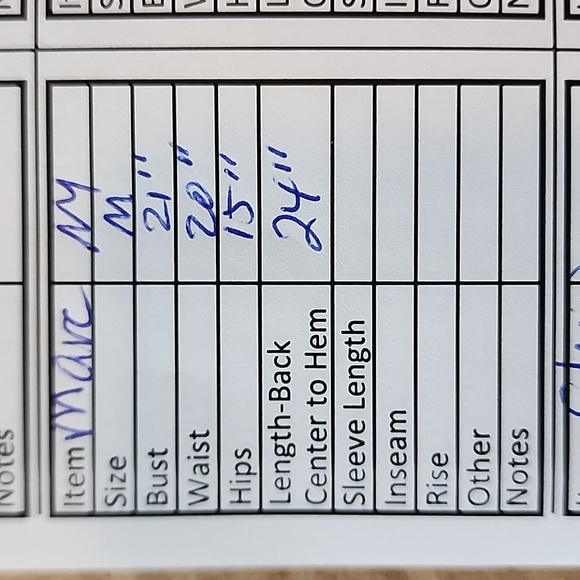 Notes
Item Marc NY
Size M
Bust 21"
Waist 20"
Hips 15"
Length-Back
Center to Hem 24"
Sleeve Length
Inseam
Rise
Other
Notes